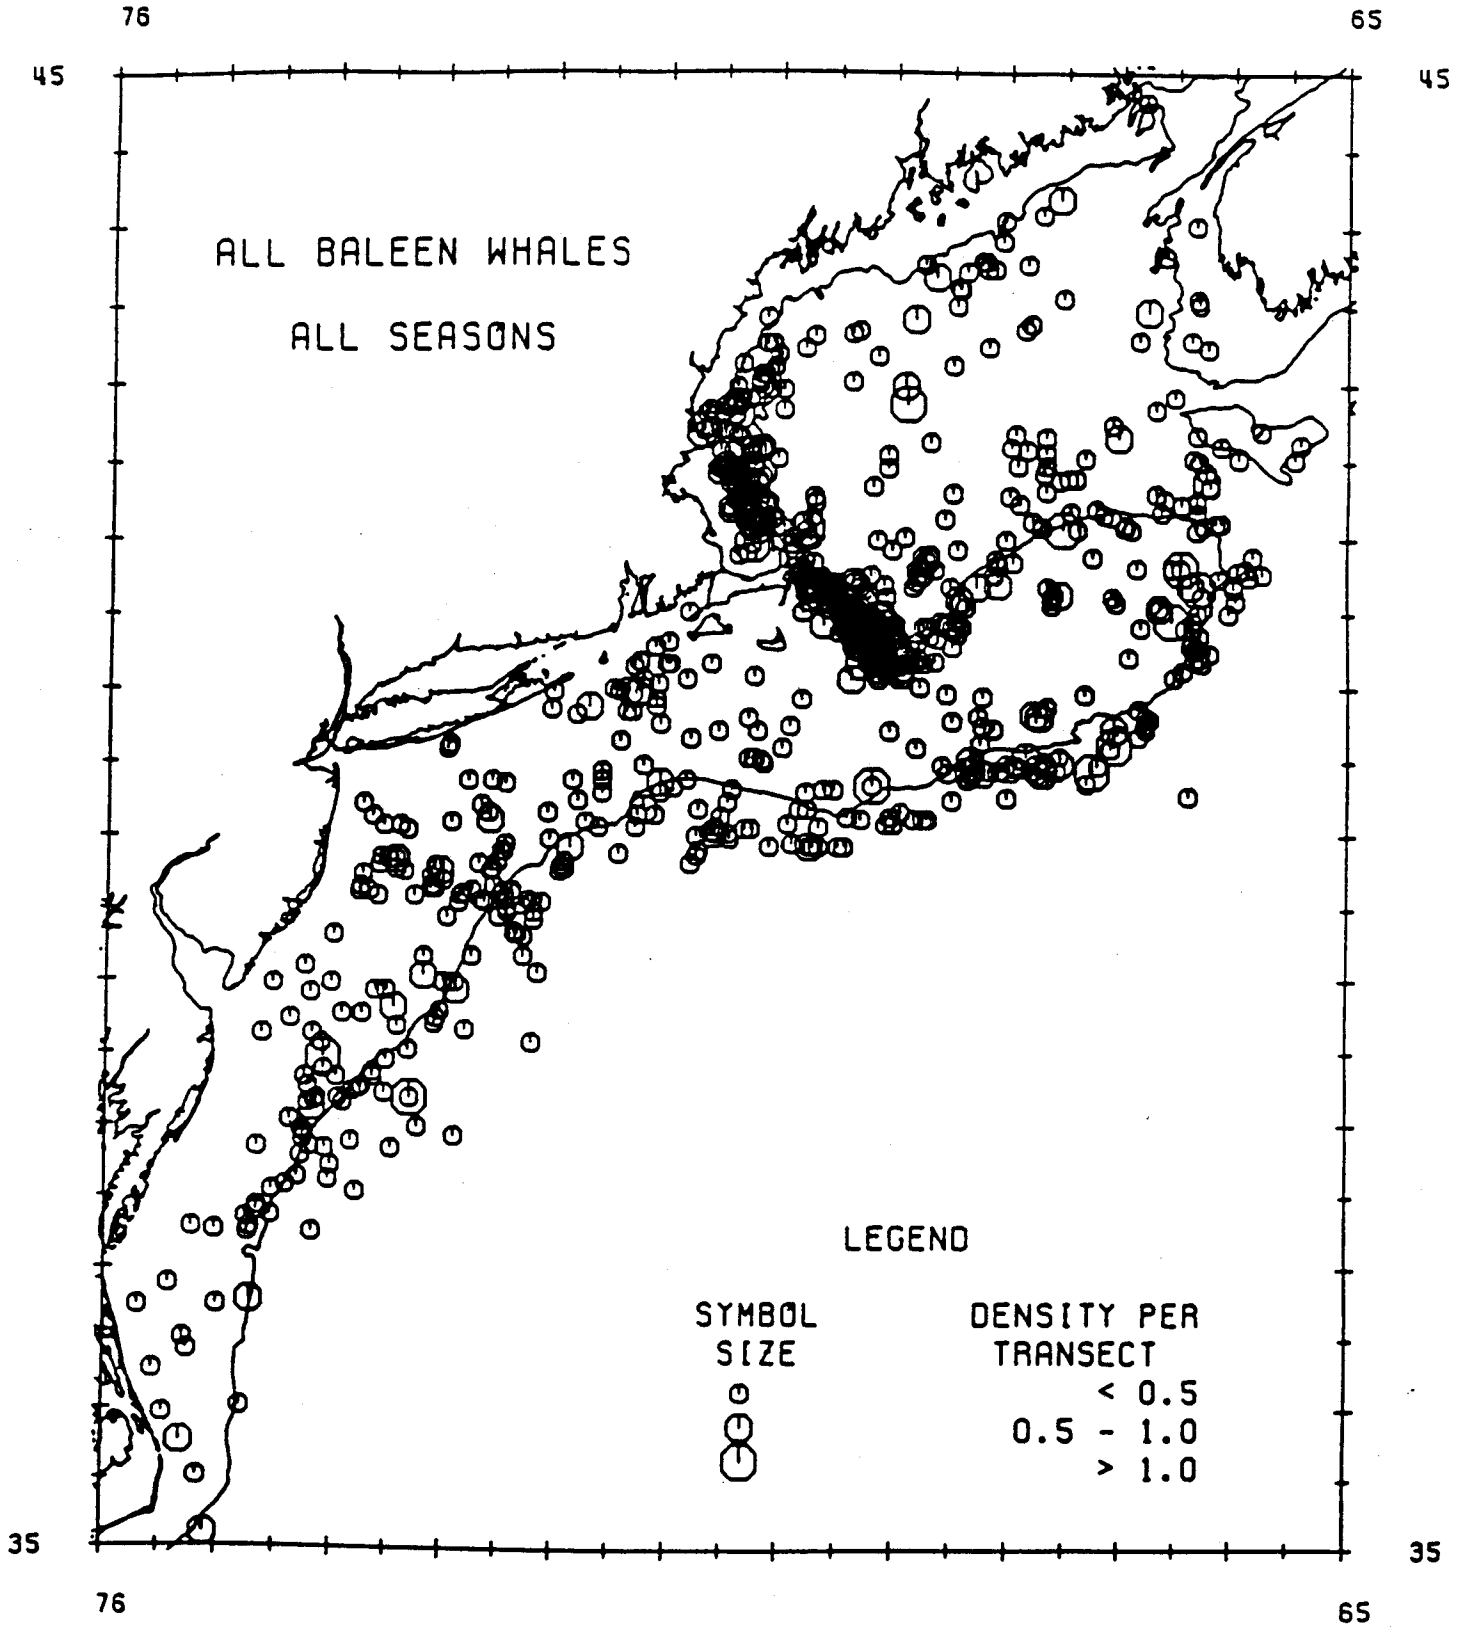 76 65
45 45
ALL BALEEN WHALES
ALL SEASONS
LEGEND
SYMBOL DENSITY PER
SIZE TRANSECT
< 0.5
0.5 - 1.0
> 1.0
35 35
76 65